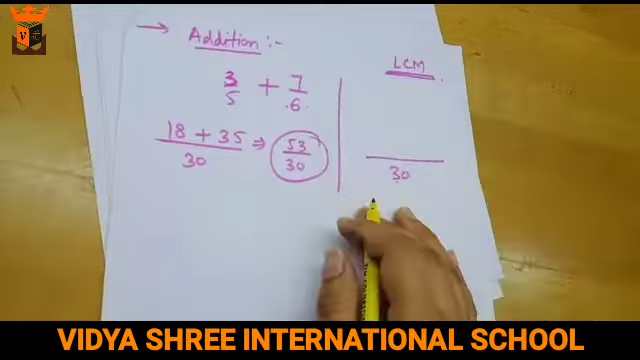 → Addition :-
3/5 + 7/6
18 + 35 / 30 ⇒ 53/30
LCM
30
VIDYA SHREE INTERNATIONAL SCHOOL